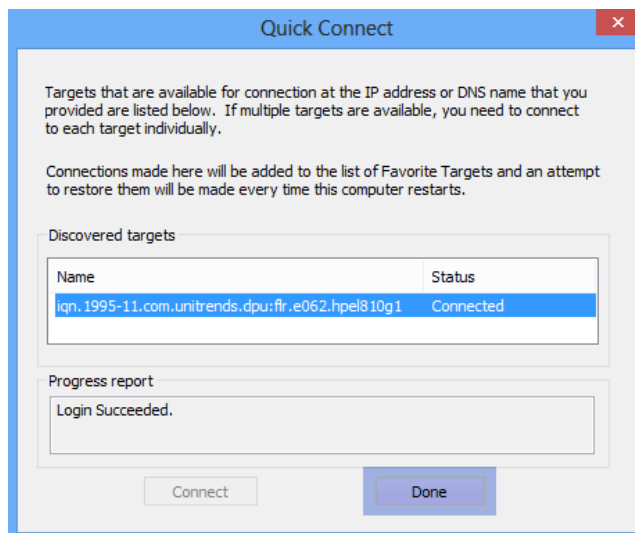 Quick Connect
Targets that are available for connection at the IP address or DNS name that you
provided are listed below. If multiple targets are available, you need to connect
to each target individually.
Connections made here will be added to the list of Favorite Targets and an attempt
to restore them will be made every time this computer restarts.
Discovered targets
Name Status
iqn.1995-11.com.unitrends.dpu:flr.e062.hpel810g1 Connected
Progress report
Login Succeeded.
Connect Done